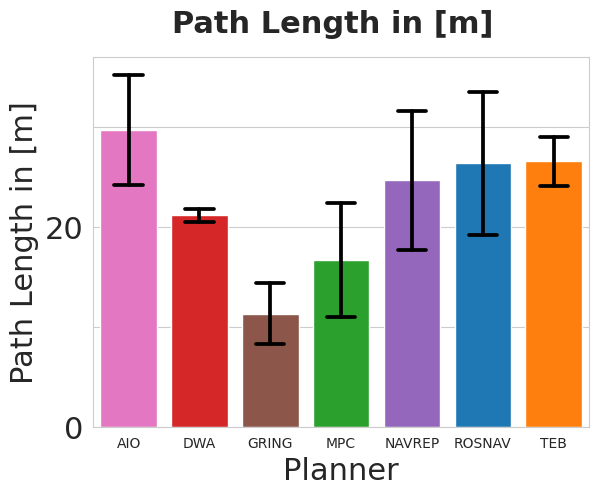 Path Length in [m]
Path Length in [m]
20
0
AIO DWA GRING MPC NAVREP ROSNAV TEB
Planner